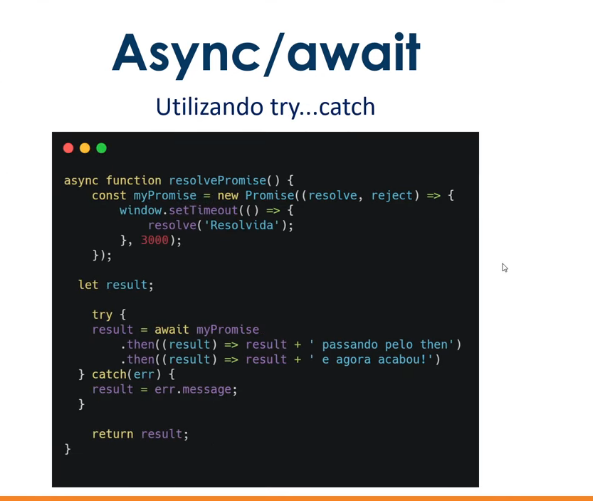 Async/await
Utilizando try...catch
async function resolvePromise() {
    const myPromise = new Promise((resolve, reject) => {
        window.setTimeout(() => {
            resolve('Resolvida');
        }, 3000);
    });
  let result;
    try {
    result = await myPromise
        .then((result) => result + ' passando pelo then')
        .then((result) => result + ' e agora acabou!')
  } catch(err) {
    result = err.message;
  }
    return result;
}